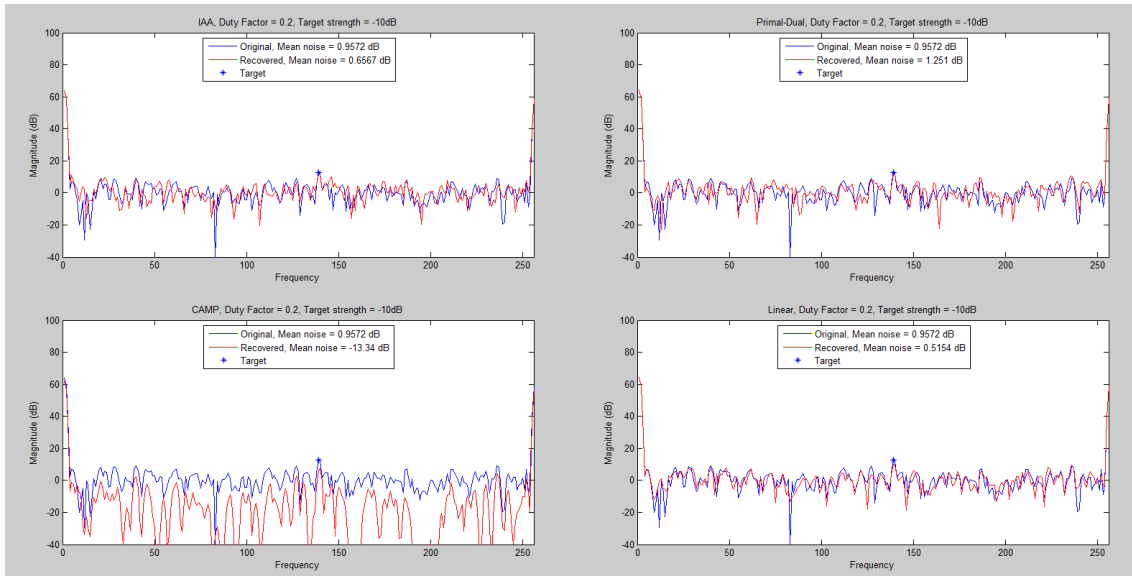 IAA, Duty Factor = 0.2, Target strength = -10dB
100
80
60
40
20
0
-20
-40
Magnitude (dB)
Original, Mean noise = 0.9572 dB
Recovered, Mean noise = 0.6567 dB
Target
0 50 100 150 200 250
Frequency
Primal-Dual, Duty Factor = 0.2, Target strength = -10dB
100
80
60
40
20
0
-20
-40
Magnitude (dB)
Original, Mean noise = 0.9572 dB
Recovered, Mean noise = 1.251 dB
Target
0 50 100 150 200 250
Frequency
CAMP, Duty Factor = 0.2, Target strength = -10dB
100
80
60
40
20
0
-20
-40
Magnitude (dB)
Original, Mean noise = 0.9572 dB
Recovered, Mean noise = -13.34 dB
Target
0 50 100 150 200 250
Frequency
Linear, Duty Factor = 0.2, Target strength = -10dB
100
80
60
40
20
0
-20
-40
Magnitude (dB)
Original, Mean noise = 0.9572 dB
Recovered, Mean noise = 0.5154 dB
Target
0 50 100 150 200 250
Frequency